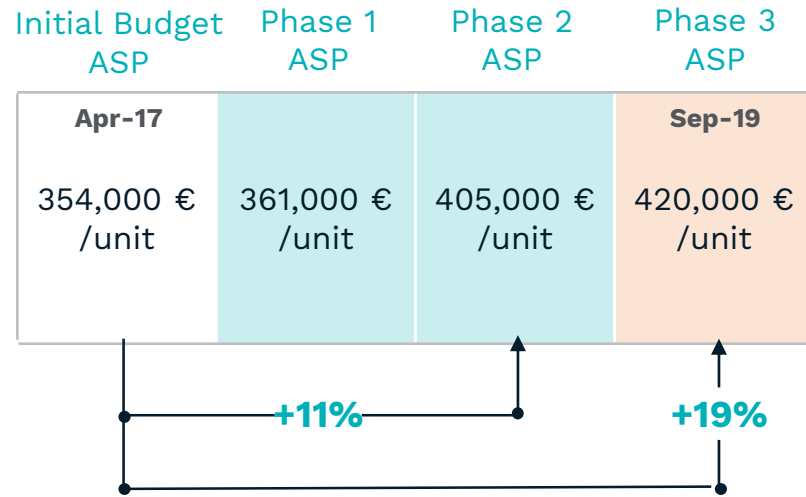 Initial Budget
ASP
Phase 1
ASP
Phase 2
ASP
Phase 3
ASP
Apr-17
Sep-19
354,000 €
/unit
361,000 €
/unit
405,000 €
/unit
420,000 €
/unit
+11%
+19%